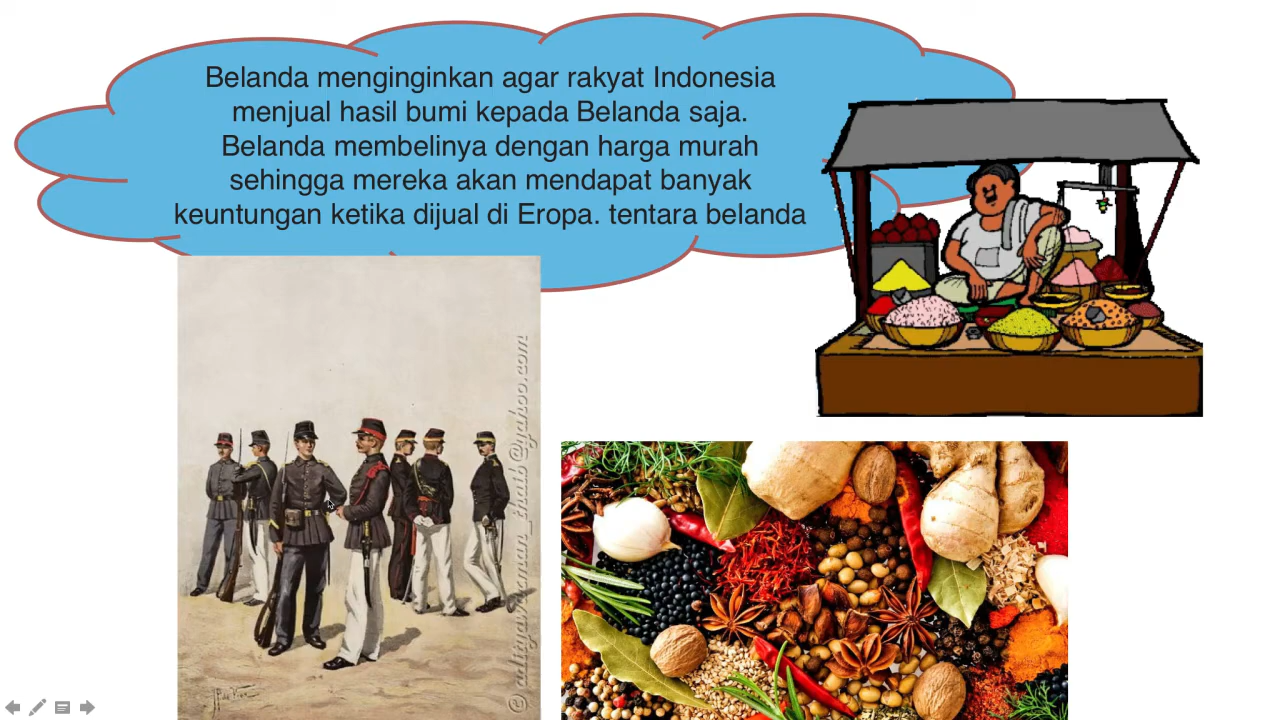 Belanda menginginkan agar rakyat Indonesia
menjual hasil bumi kepada Belanda saja.
Belanda membelinya dengan harga murah
sehingga mereka akan mendapat banyak
keuntungan ketika dijual di Eropa. tentara belanda